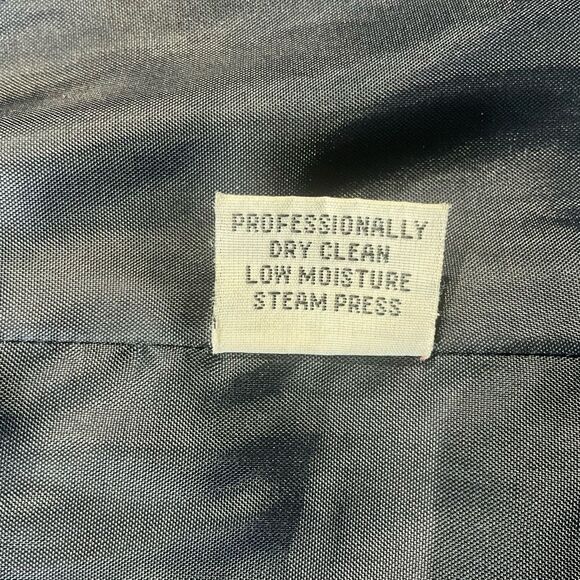 PROFESSIONALLY
DRY CLEAN
LOW MOISTURE
STEAM PRESS